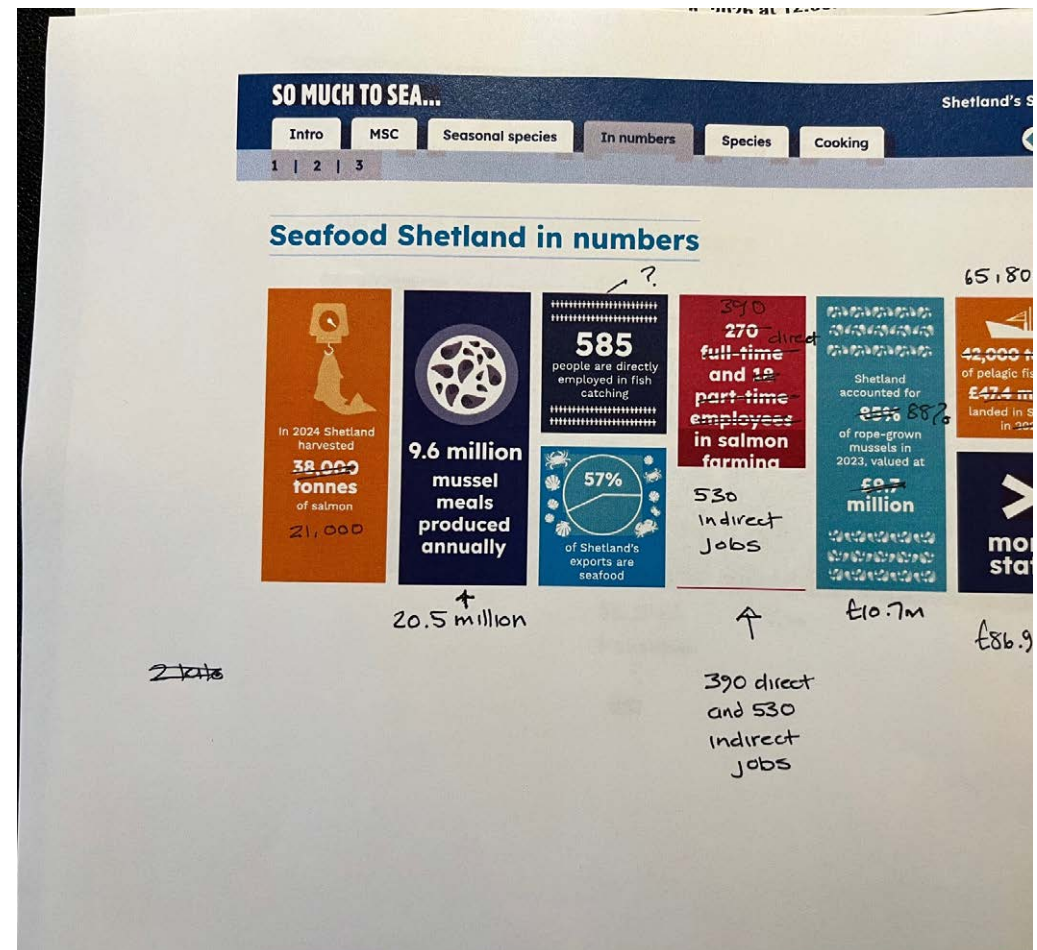 SO MUCH TO SEA...
Shetland's S
Intro
MSC
Seasonal species
In numbers
Species
Cooking
1 | 2 | 3
Seafood Shetland in numbers
In 2024 Shetland
harvested
38,000
tonnes
of salmon
21,000
9.6 million
mussel
meals
produced
annually
20.5 million
?
585
people are directly
employed in fish
catching
57%
of Shetland's
exports are
seafood
390
270
direct
full-time
and 18
part-time
employees
in salmon
farming
530
indirect
jobs
390 direct
and 530
indirect
jobs
Shetland
accounted for
85% 88%
of rope-grown
mussels in
2023, valued at
£9.7
million
£10.7m
65,80
42,000 t
of pelagic fis
£47.4 m
landed in S
in
>
mor
stat
£86.9